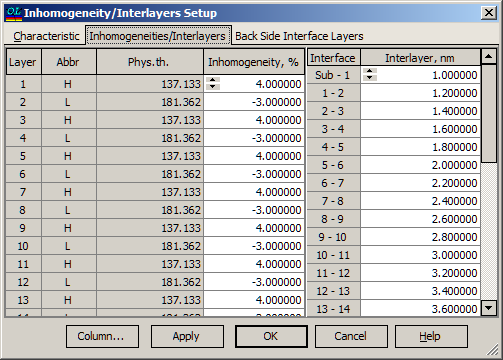 OL Inhomogeneity/Interlayers Setup
Characteristic Inhomogeneities/Interlayers Back Side Interface Layers
Layer Abbr Phys.th. Inhomogeneity, % Interface Interlayer, nm
1 H 137.133 4.000000 Sub - 1 1.000000
2 L 181.362 -3.000000 1 - 2 1.200000
3 H 137.133 4.000000 2 - 3 1.400000
4 L 181.362 -3.000000 3 - 4 1.600000
5 H 137.133 4.000000 4 - 5 1.800000
6 L 181.362 -3.000000 5 - 6 2.000000
7 H 137.133 4.000000 6 - 7 2.200000
8 L 181.362 -3.000000 7 - 8 2.400000
9 H 137.133 4.000000 8 - 9 2.600000
10 L 181.362 -3.000000 9 - 10 2.800000
11 H 137.133 4.000000 10 - 11 3.000000
12 L 181.362 -3.000000 11 - 12 3.200000
13 H 137.133 4.000000 12 - 13 3.400000
14 L 181.362 -3.000000 13 - 14 3.600000
Column... Apply OK Cancel Help